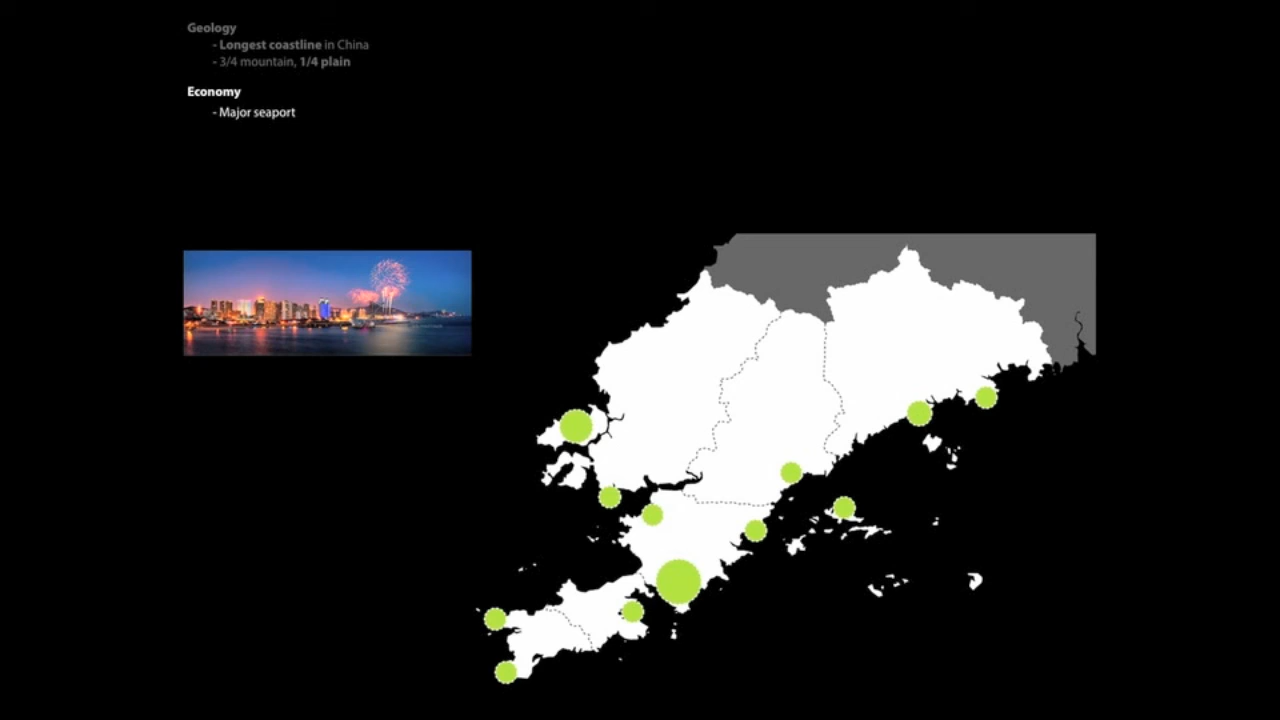 Geology
- Longest coastline in China
- 3/4 mountain, 1/4 plain
Economy
- Major seaport